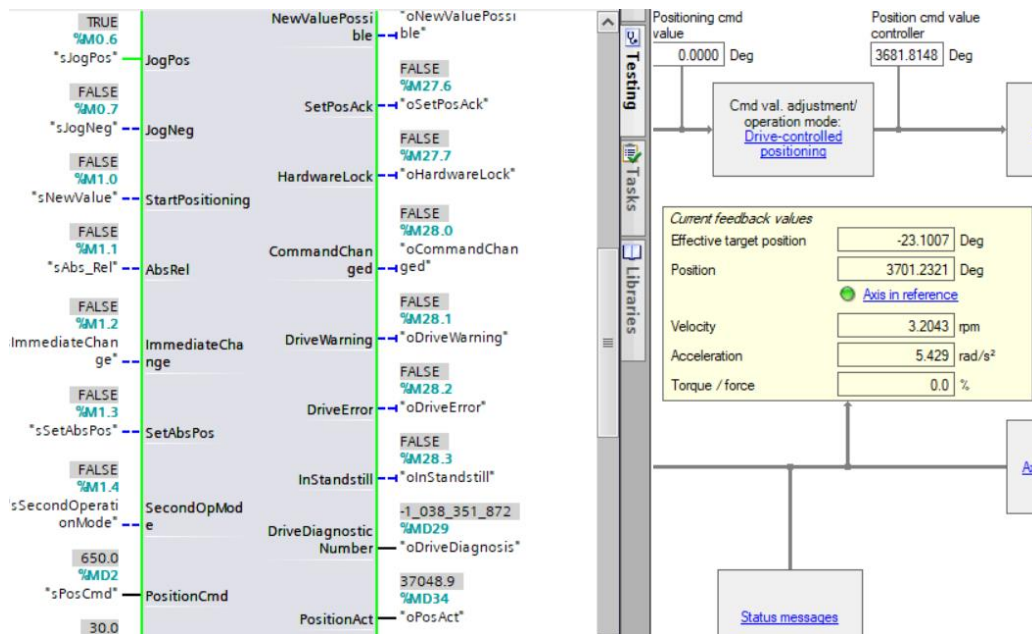 TRUE
%M0.6
"sJogPos"
JogPos
FALSE
%M0.7
"sJogNeg"
JogNeg
FALSE
%M1.0
"sNewValue"
StartPositioning
FALSE
%M1.1
"sAbs_Rel"
AbsRel
FALSE
%M1.2
ImmediateChan
ge"
ImmediateCha
nge
FALSE
%M1.3
"sSetAbsPos"
SetAbsPos
FALSE
%M1.4
sSecondOperati
onMode"
SecondOpMod
e
650.0
%MD2
"sPosCmd"
PositionCmd
30.0
NewValuePossi
ble
"oNewValuePossi
ble"
FALSE
%M27.6
SetPosAck
"oSetPosAck"
FALSE
%M27.7
HardwareLock
"oHardwareLock"
FALSE
%M28.0
CommandChan
ged
"oCommandChan
ged"
FALSE
%M28.1
DriveWarning
"oDriveWarning"
FALSE
%M28.2
DriveError
"oDriveError"
FALSE
%M28.3
InStandstill
"oInStandstill"
-1_038_351_872
%MD29
DriveDiagnostic
Number
"oDriveDiagnosis"
37048.9
%MD34
PositionAct
"oPosAct"
Testing
Tasks
Libraries
Positioning cmd
value
0.0000 Deg
Position cmd value
controller
3681.8148 Deg
Cmd val. adjustment/
operation mode:
Drive-controlled
positioning
Current feedback values
Effective target position -23.1007 Deg
Position 3701.2321 Deg
Axis in reference
Velocity 3.2043 rpm
Acceleration 5.429 rad/s²
Torque / force 0.0 %
Status messages